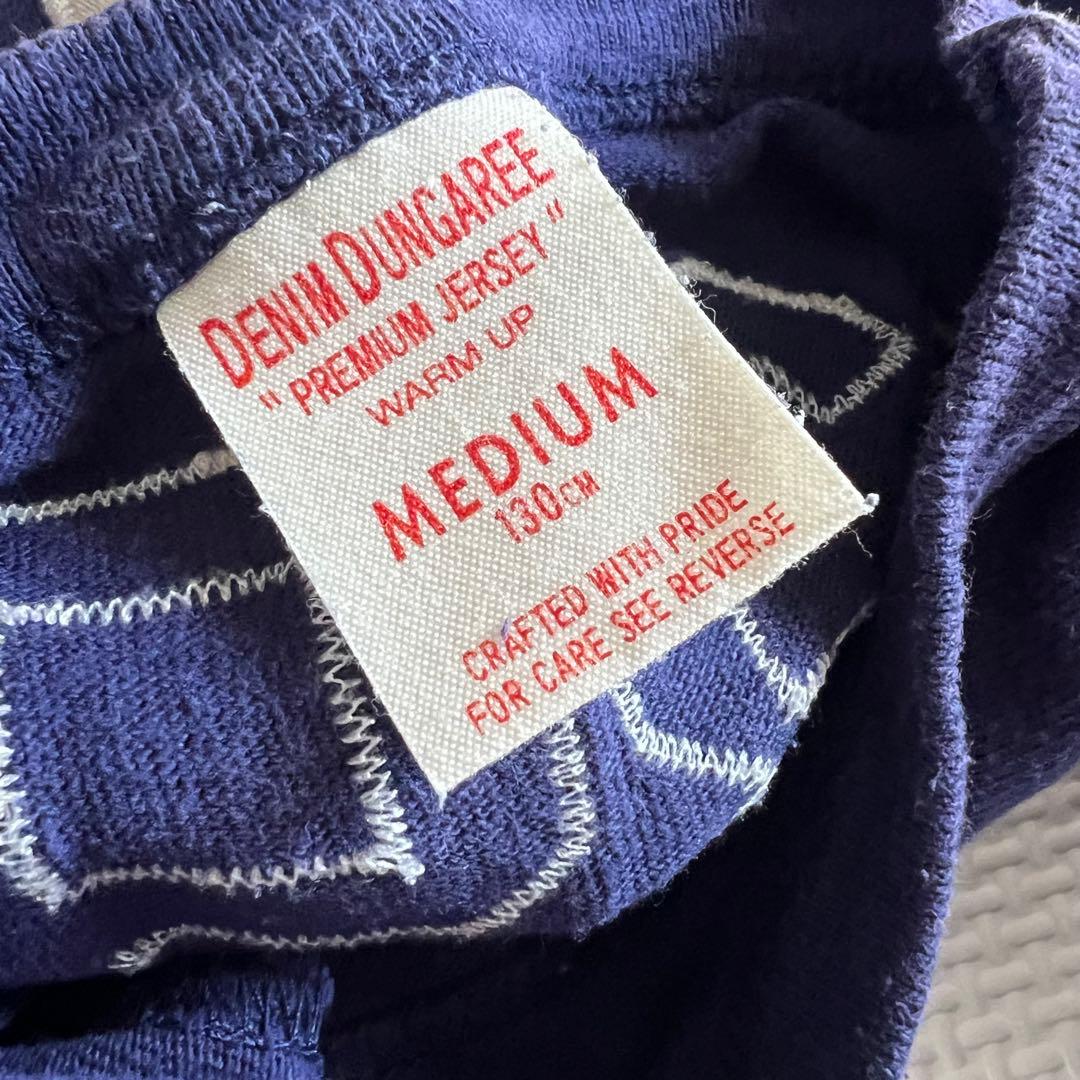 DENIM DUNGAREE
"PREMIUM JERSEY"
WARM UP
MEDIUM
130CM
CRAFTED WITH PRIDE
FOR CARE SEE REVERSE